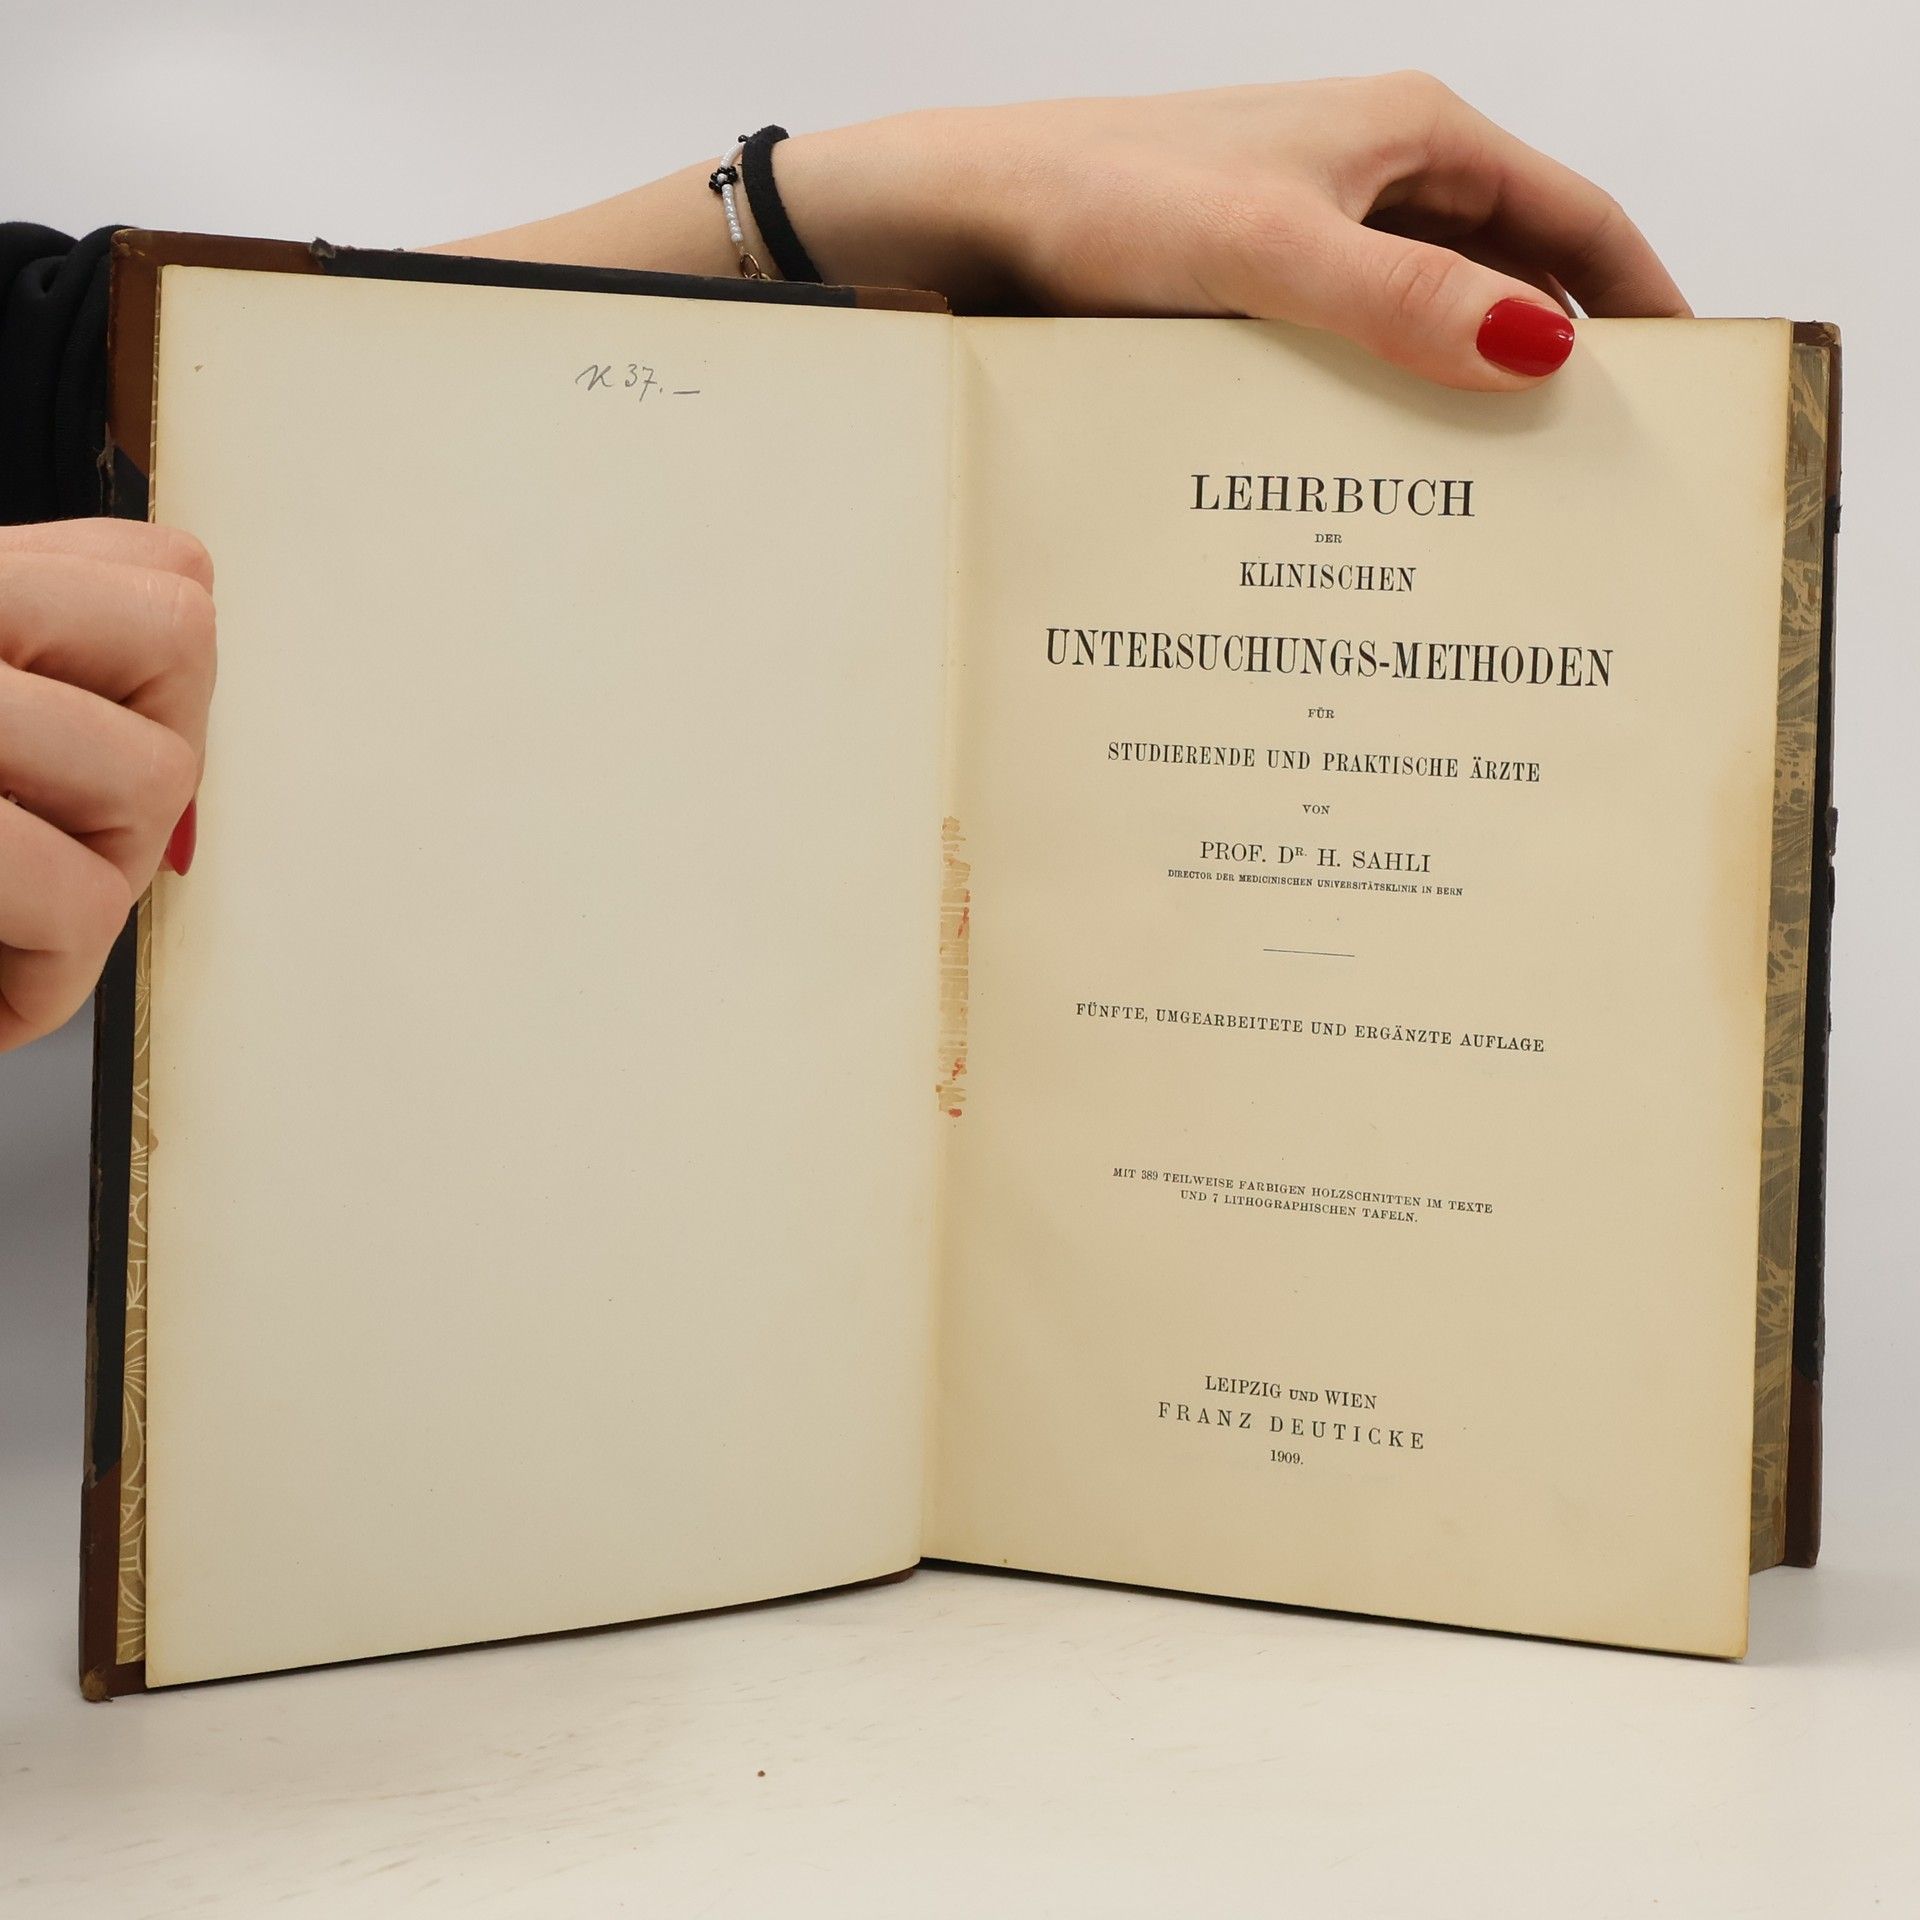 K 37.—
LEHRBUCH
DER
KLINISCHEN
UNTERSUCHUNGS-METHODEN
FÜR
STUDIERENDE UND PRAKTISCHE ÄRZTE
VON
PROF. DR. H. SAHLI
DIRECTOR DER MEDICINISCHEN UNIVERSITÄTSKLINIK IN BERN
FÜNFTE, UMGEARBEITETE UND ERGÄNZTE AUFLAGE
MIT 389 TEILWEISE FARBIGEN HOLZSCHNITTEN IM TEXTE
UND 7 LITHOGRAPHISCHEN TAFELN.
LEIPZIG UND WIEN
FRANZ DEUTICKE
1909.